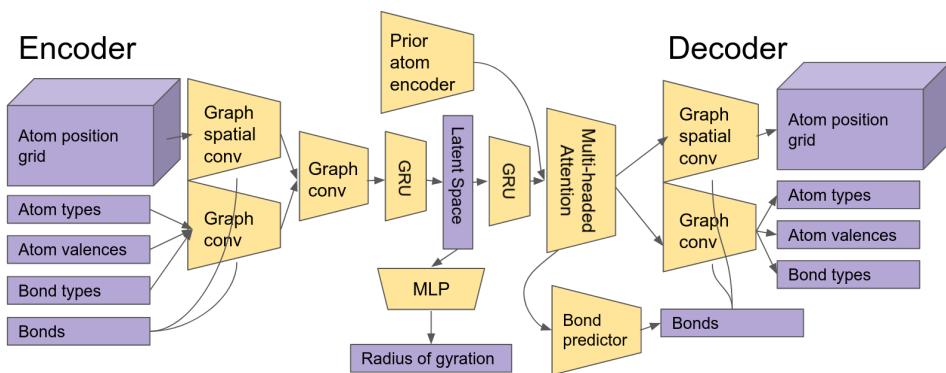 Encoder
Decoder
Atom position
grid
Atom types
Atom valences
Bond types
Bonds
Graph
spatial
conv
Graph
conv
Graph
conv
GRU
Latent Space
MLP
Radius of gyration
Prior
atom
encoder
GRU
Multi-headed
Attention
Bond
predictor
Bonds
Graph
spatial
conv
Graph
conv
Atom position
grid
Atom types
Atom valences
Bond types